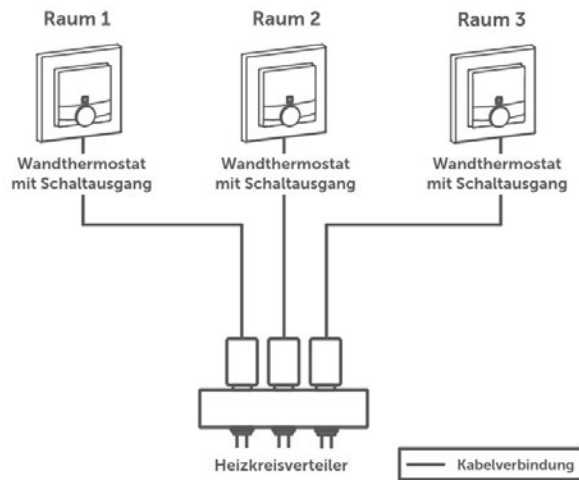 Raum 1
Raum 2
Raum 3
Wandthermostat
mit Schaltausgang
Wandthermostat
mit Schaltausgang
Wandthermostat
mit Schaltausgang
Heizkreisverteiler
Kabelverbindung